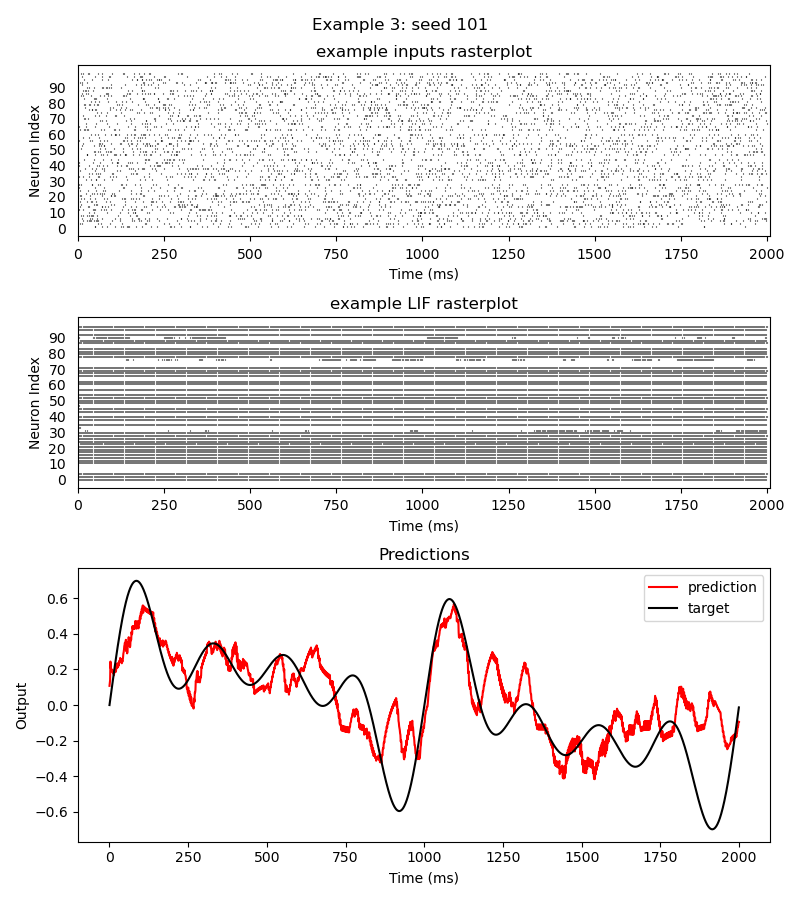 Example 3: seed 101
example inputs rasterplot
Neuron Index
90
80
70
60
50
40
30
20
10
0
0 250 500 750 1000 1250 1500 1750 2000
Time (ms)
example LIF rasterplot
Neuron Index
90
80
70
60
50
40
30
20
10
0
0 250 500 750 1000 1250 1500 1750 2000
Time (ms)
Predictions
Output
0.6
0.4
0.2
0.0
−0.2
−0.4
−0.6
prediction
target
0 250 500 750 1000 1250 1500 1750 2000
Time (ms)